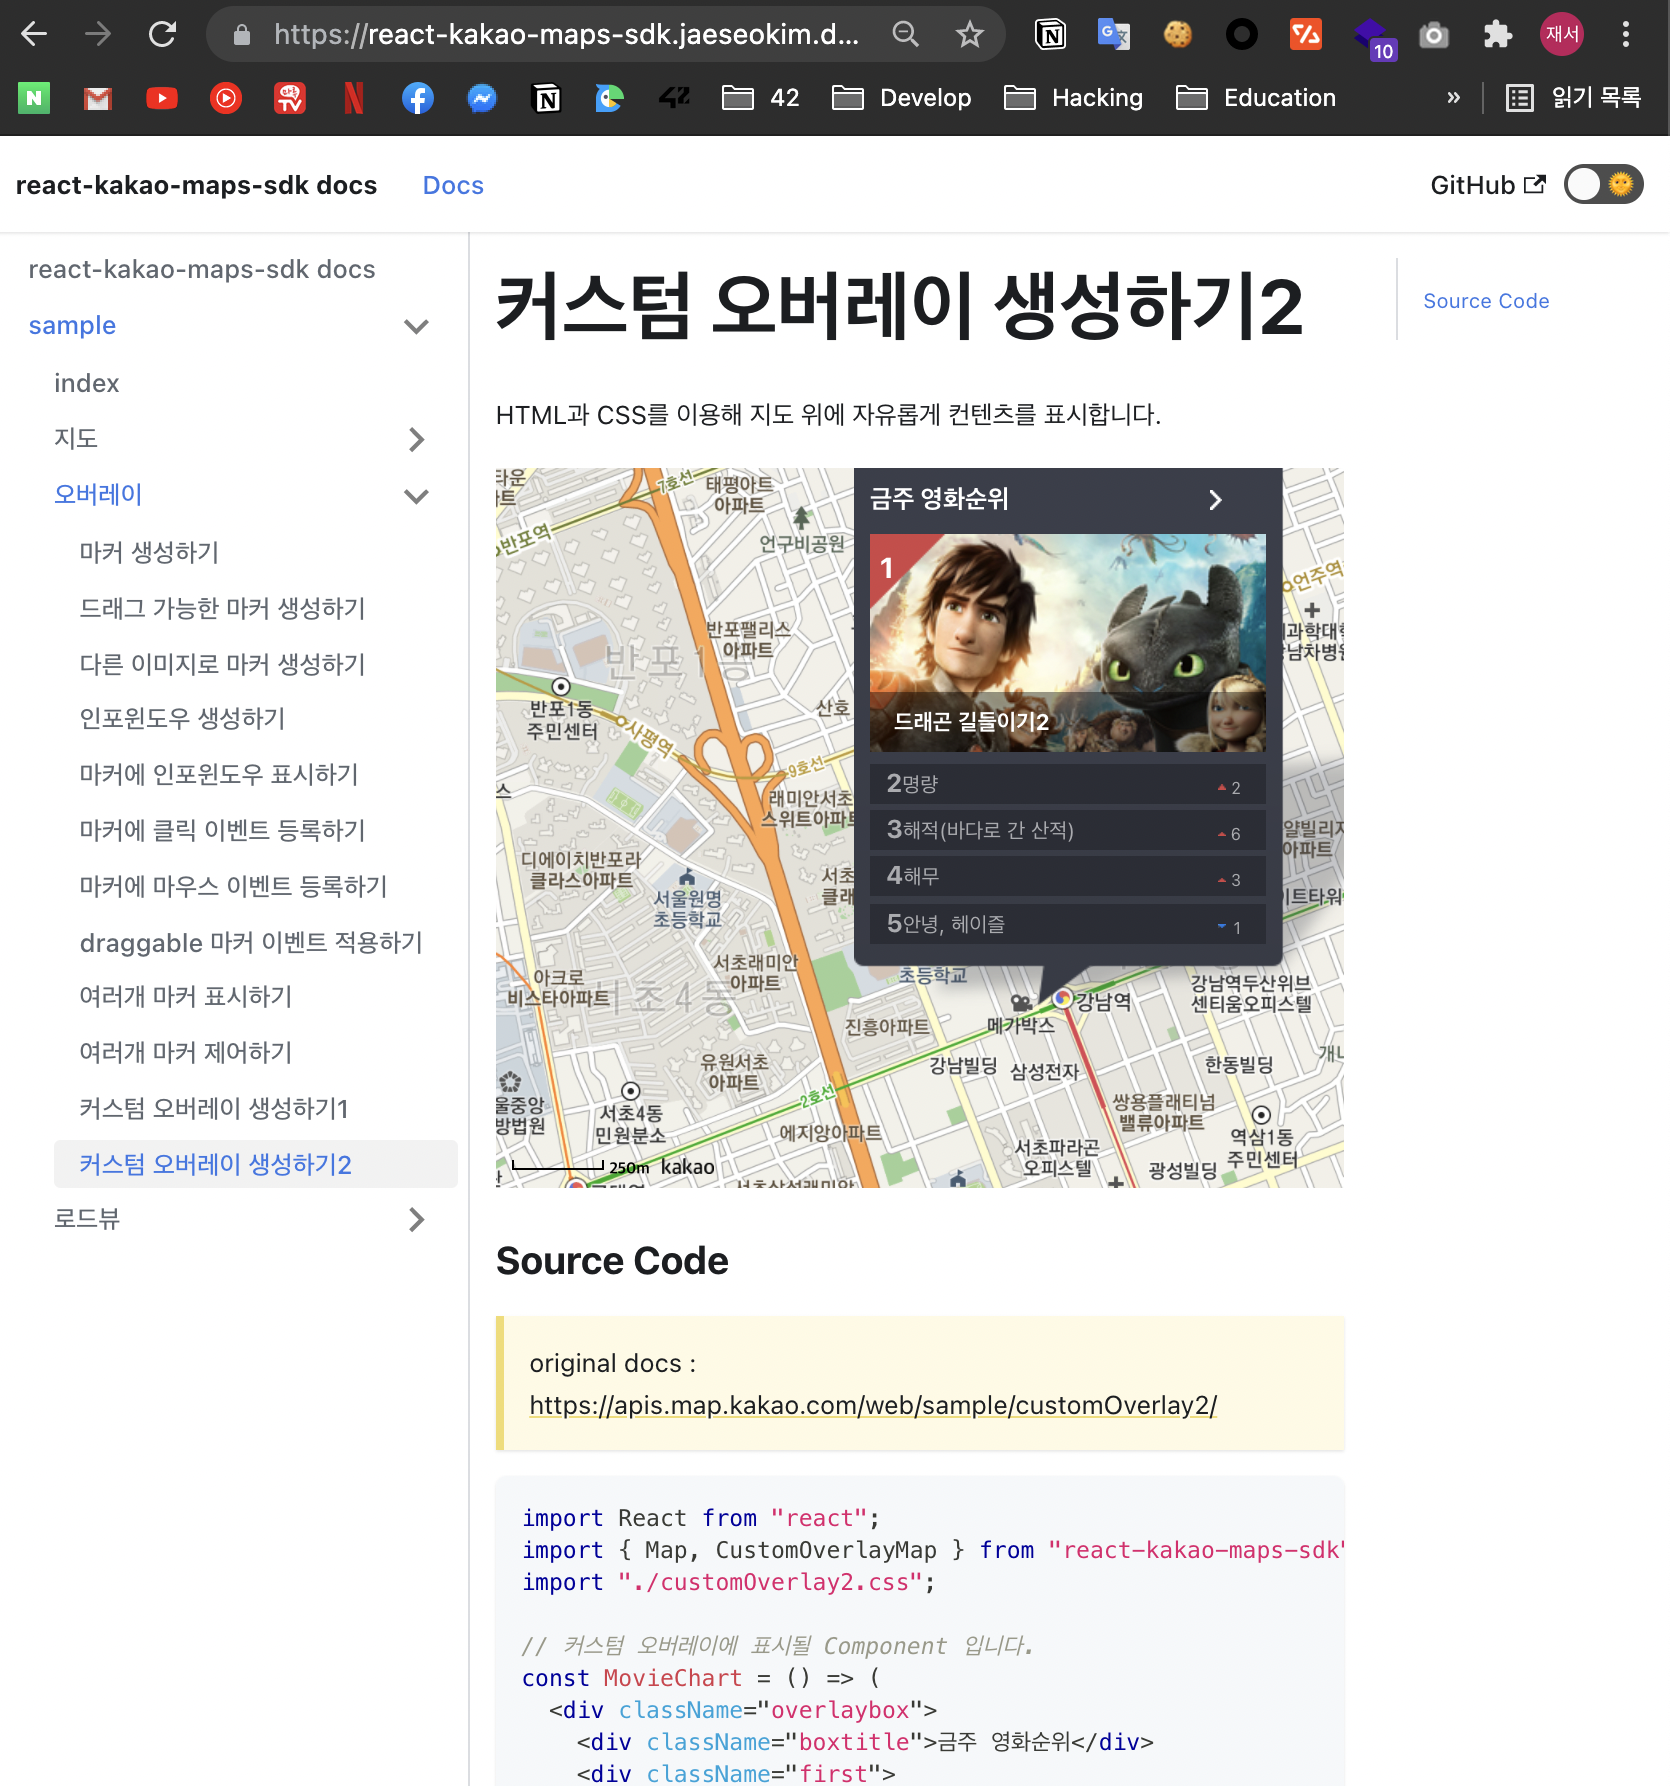 https://react-kakao-maps-sdk.jaeseokim.d...
10
재서
42
Develop
Hacking
Education
»
읽기 목록
react-kakao-maps-sdk docs
Docs
GitHub
react-kakao-maps-sdk docs
sample
index
지도
오버레이
마커 생성하기
드래그 가능한 마커 생성하기
다른 이미지로 마커 생성하기
인포윈도우 생성하기
마커에 인포윈도우 표시하기
마커에 클릭 이벤트 등록하기
마커에 마우스 이벤트 등록하기
draggable 마커 이벤트 적용하기
여러개 마커 표시하기
여러개 마커 제어하기
커스텀 오버레이 생성하기1
커스텀 오버레이 생성하기2
로드뷰
커스텀 오버레이 생성하기2
Source Code
HTML과 CSS를 이용해 지도 위에 자유롭게 컨텐츠를 표시합니다.
7호선
태평아트
아파트
반포역
언구비공원
반포팰리스
아파트
반포1동
반포1동
주민센터
사평역
산호
9호선
래미안서초
스위트아파트
디에이치반포라
클라스아파트
서울원명
초등학교
서초
클래
서초래미안
아파트
아크로
비스타아파트
서초4동
초등학교
언주역
강남역두산위브
센티움오피스텔
강남역
메가박스
진흥아파트
강남빌딩
삼성전자
한동빌딩
유원서초
아파트
2호선
서초4동
민원분소
에지앙아파트
쌍용플래티넘
밸류아파트
역삼1동
주민센터
서초파라곤
오피스텔
광성빌딩
250m
kakao
금주 영화순위
1
드래곤 길들이기2
2명량
2
3해적(바다로 간 산적)
6
4해무
3
5안녕, 헤이즐
1
Source Code
original docs :
https://apis.map.kakao.com/web/sample/customOverlay2/
import React from "react";
import { Map, CustomOverlayMap } from "react-kakao-maps-sdk"
import "./customOverlay2.css";
// 커스텀 오버레이에 표시될 Component 입니다.
const MovieChart = () => (
<div className="overlaybox">
<div className="boxtitle">금주 영화순위</div>
<div className="first">